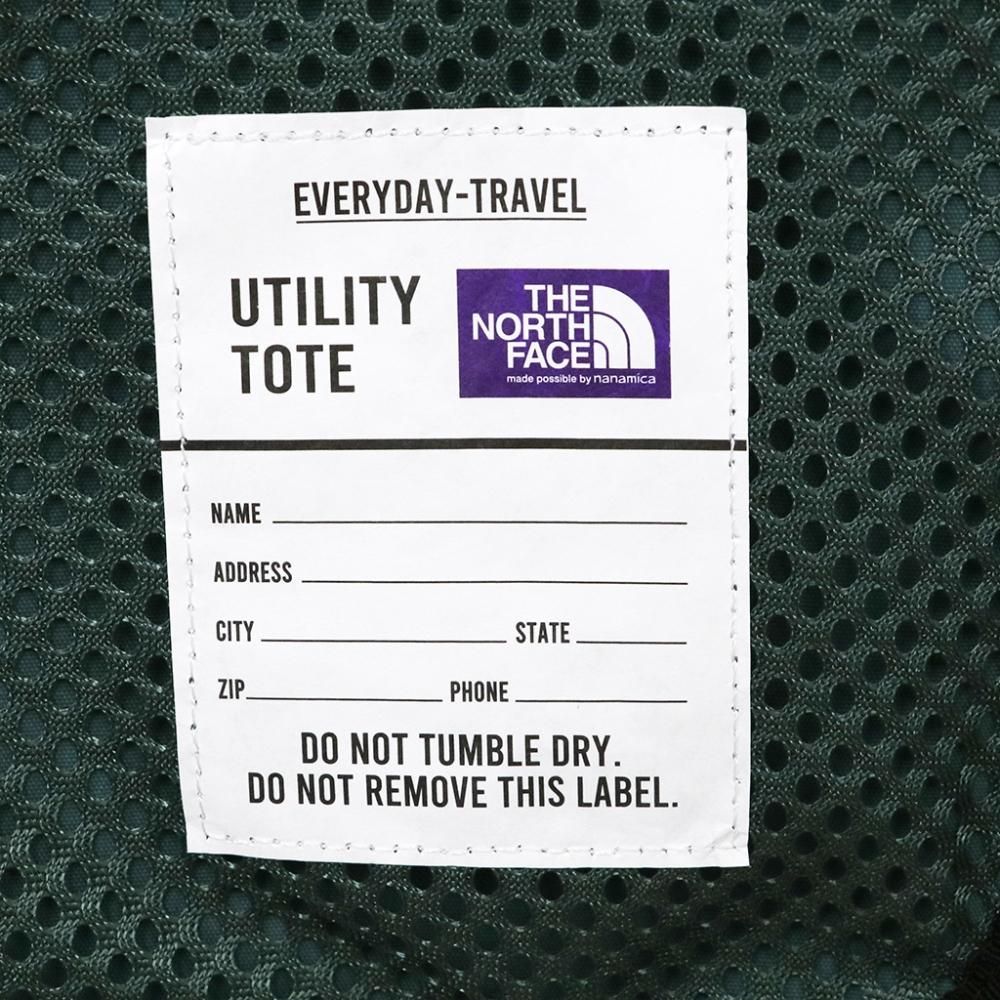 EVERYDAY-TRAVEL
UTILITY
TOTE
THE
NORTH
FACE
made possible by nanamica
NAME
ADDRESS
CITY STATE
ZIP PHONE
DO NOT TUMBLE DRY.
DO NOT REMOVE THIS LABEL.